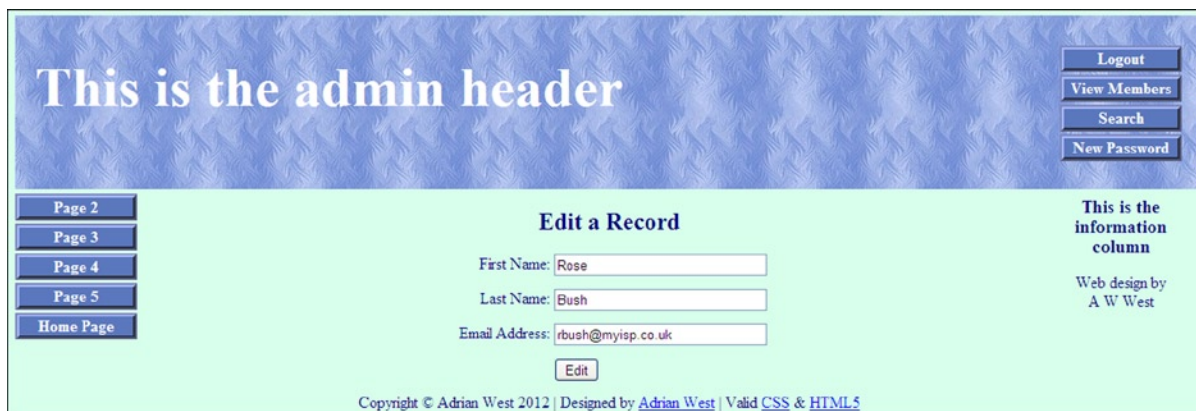 This is the admin header
Logout
View Members
Search
New Password
Page 2
Page 3
Page 4
Page 5
Home Page
Edit a Record
First Name: Rose
Last Name: Bush
Email Address: rbush@myisp.co.uk
Edit
This is the
information
column
Web design by
A W West
Copyright © Adrian West 2012 | Designed by Adrian West | Valid CSS & HTML5